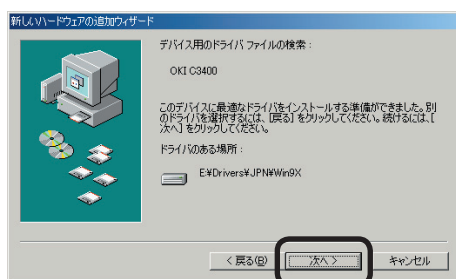 新しいハードウェアの追加ウィザード
デバイス用のドライバ ファイルの検索：
OKI C3400
このデバイスに最適なドライバをインストールする準備ができました。別
のドライバを選択するには、[戻る] をクリックしてください。続けるには、[
次へ] をクリックしてください。
ドライバのある場所：
E:¥Drivers¥JPN¥Win9X
< 戻る(B)
次へ >
キャンセル